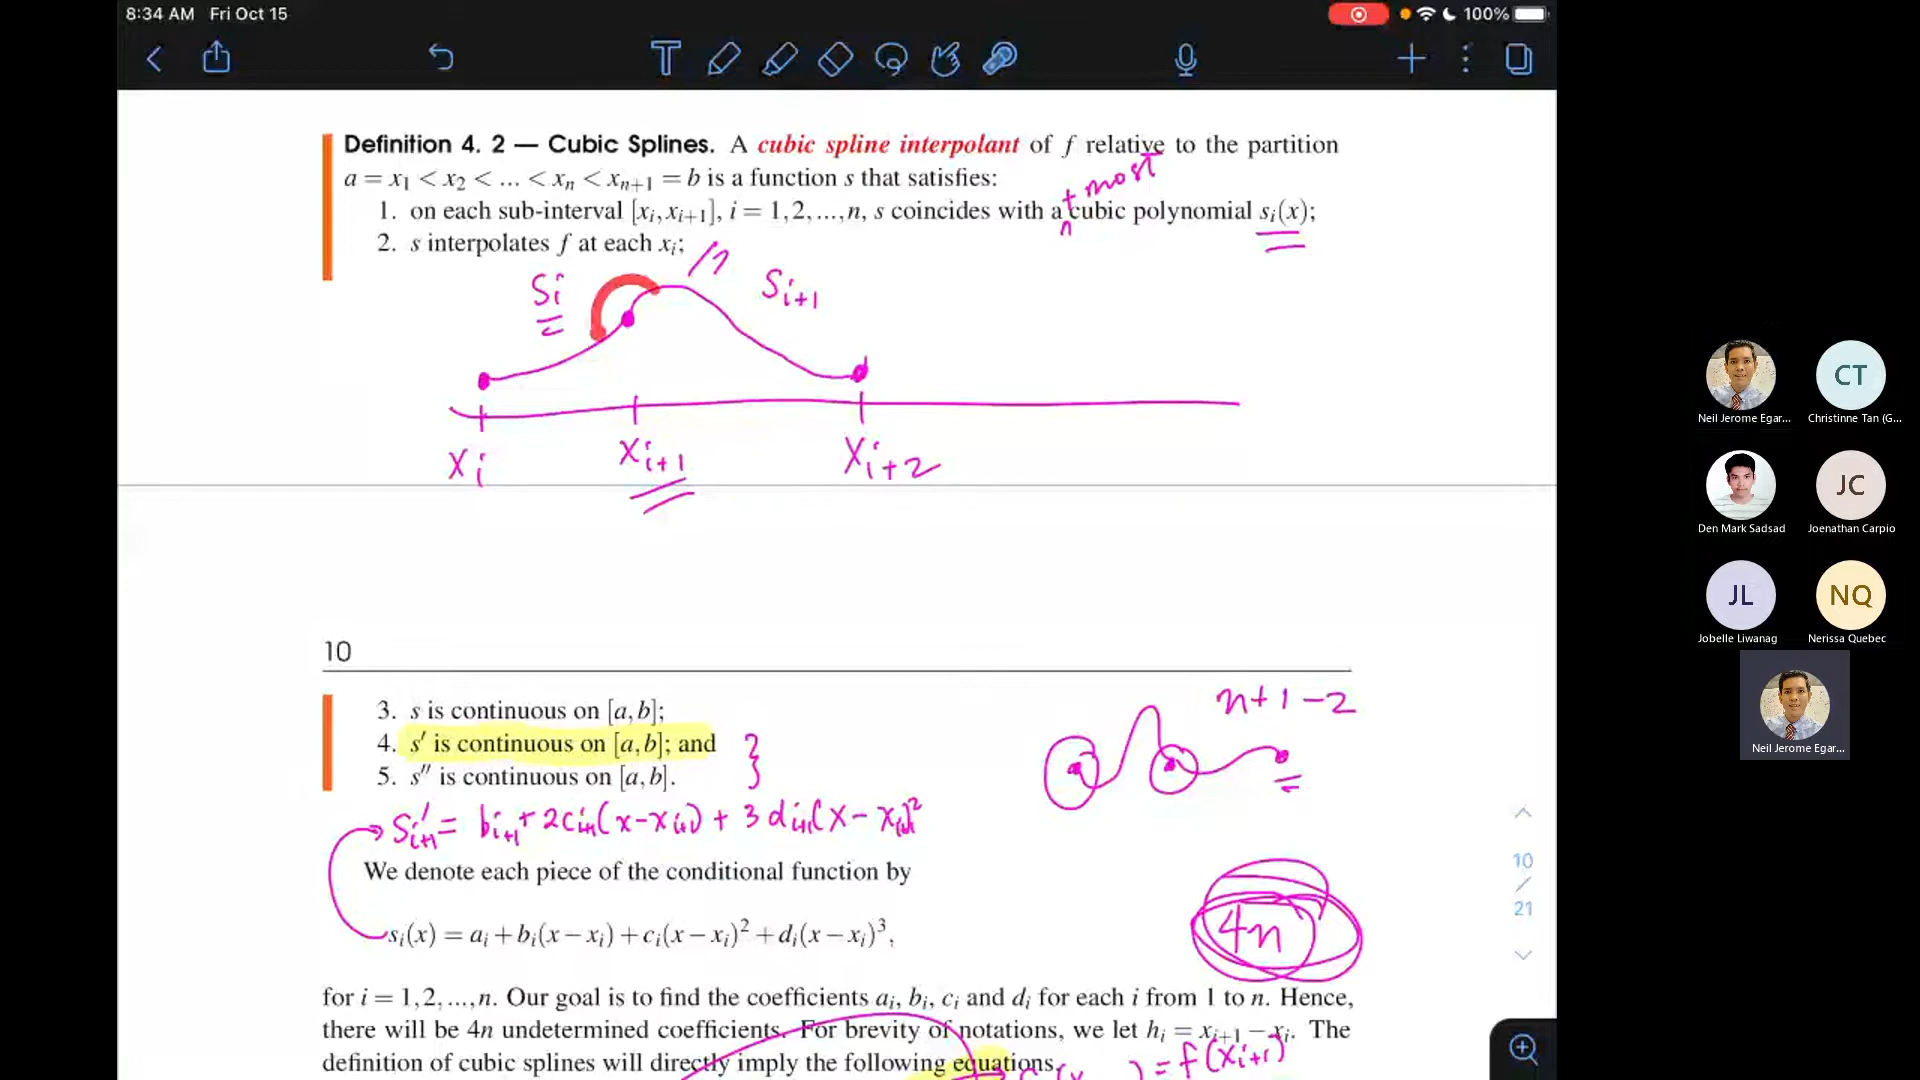 8:34 AM Fri Oct 15
100%
Definition 4. 2 — Cubic Splines. A cubic spline interpolant of f relative to the partition
a = x₁ < x₂ < ... < xₙ < xₙ₊₁ = b is a function s that satisfies:
most
1. on each sub-interval [xᵢ, xᵢ₊₁], i = 1,2,...,n, s coincides with a cubic polynomial sᵢ(x);
2. s interpolates f at each xᵢ;
Sᵢ
Sᵢ₊₁
xᵢ
xᵢ₊₁
xᵢ₊₂
10
n+1-2
3. s is continuous on [a,b];
4. s′ is continuous on [a,b]; and
5. s″ is continuous on [a,b].
Sᵢ₊₁′ = bᵢ₊₁ + 2cᵢ₊₁(x-xᵢ₊₁) + 3dᵢ₊₁(x-xᵢ₊₁)²
We denote each piece of the conditional function by
4n
sᵢ(x) = aᵢ + bᵢ(x − xᵢ) + cᵢ(x − xᵢ)² + dᵢ(x − xᵢ)³,
for i = 1,2,...,n. Our goal is to find the coefficients aᵢ, bᵢ, cᵢ and dᵢ for each i from 1 to n. Hence,
there will be 4n undetermined coefficients. For brevity of notations, we let hᵢ = xᵢ₊₁ − xᵢ. The
definition of cubic splines will directly imply the following equations.
= f(xᵢ₊₁)
10
/
21
Neil Jerome Egar...
CT
Christinne Tan (G...
Den Mark Sadsad
JC
Joenathan Carpio
JL
Jobelle Liwanag
NQ
Nerissa Quebec
Neil Jerome Egar...